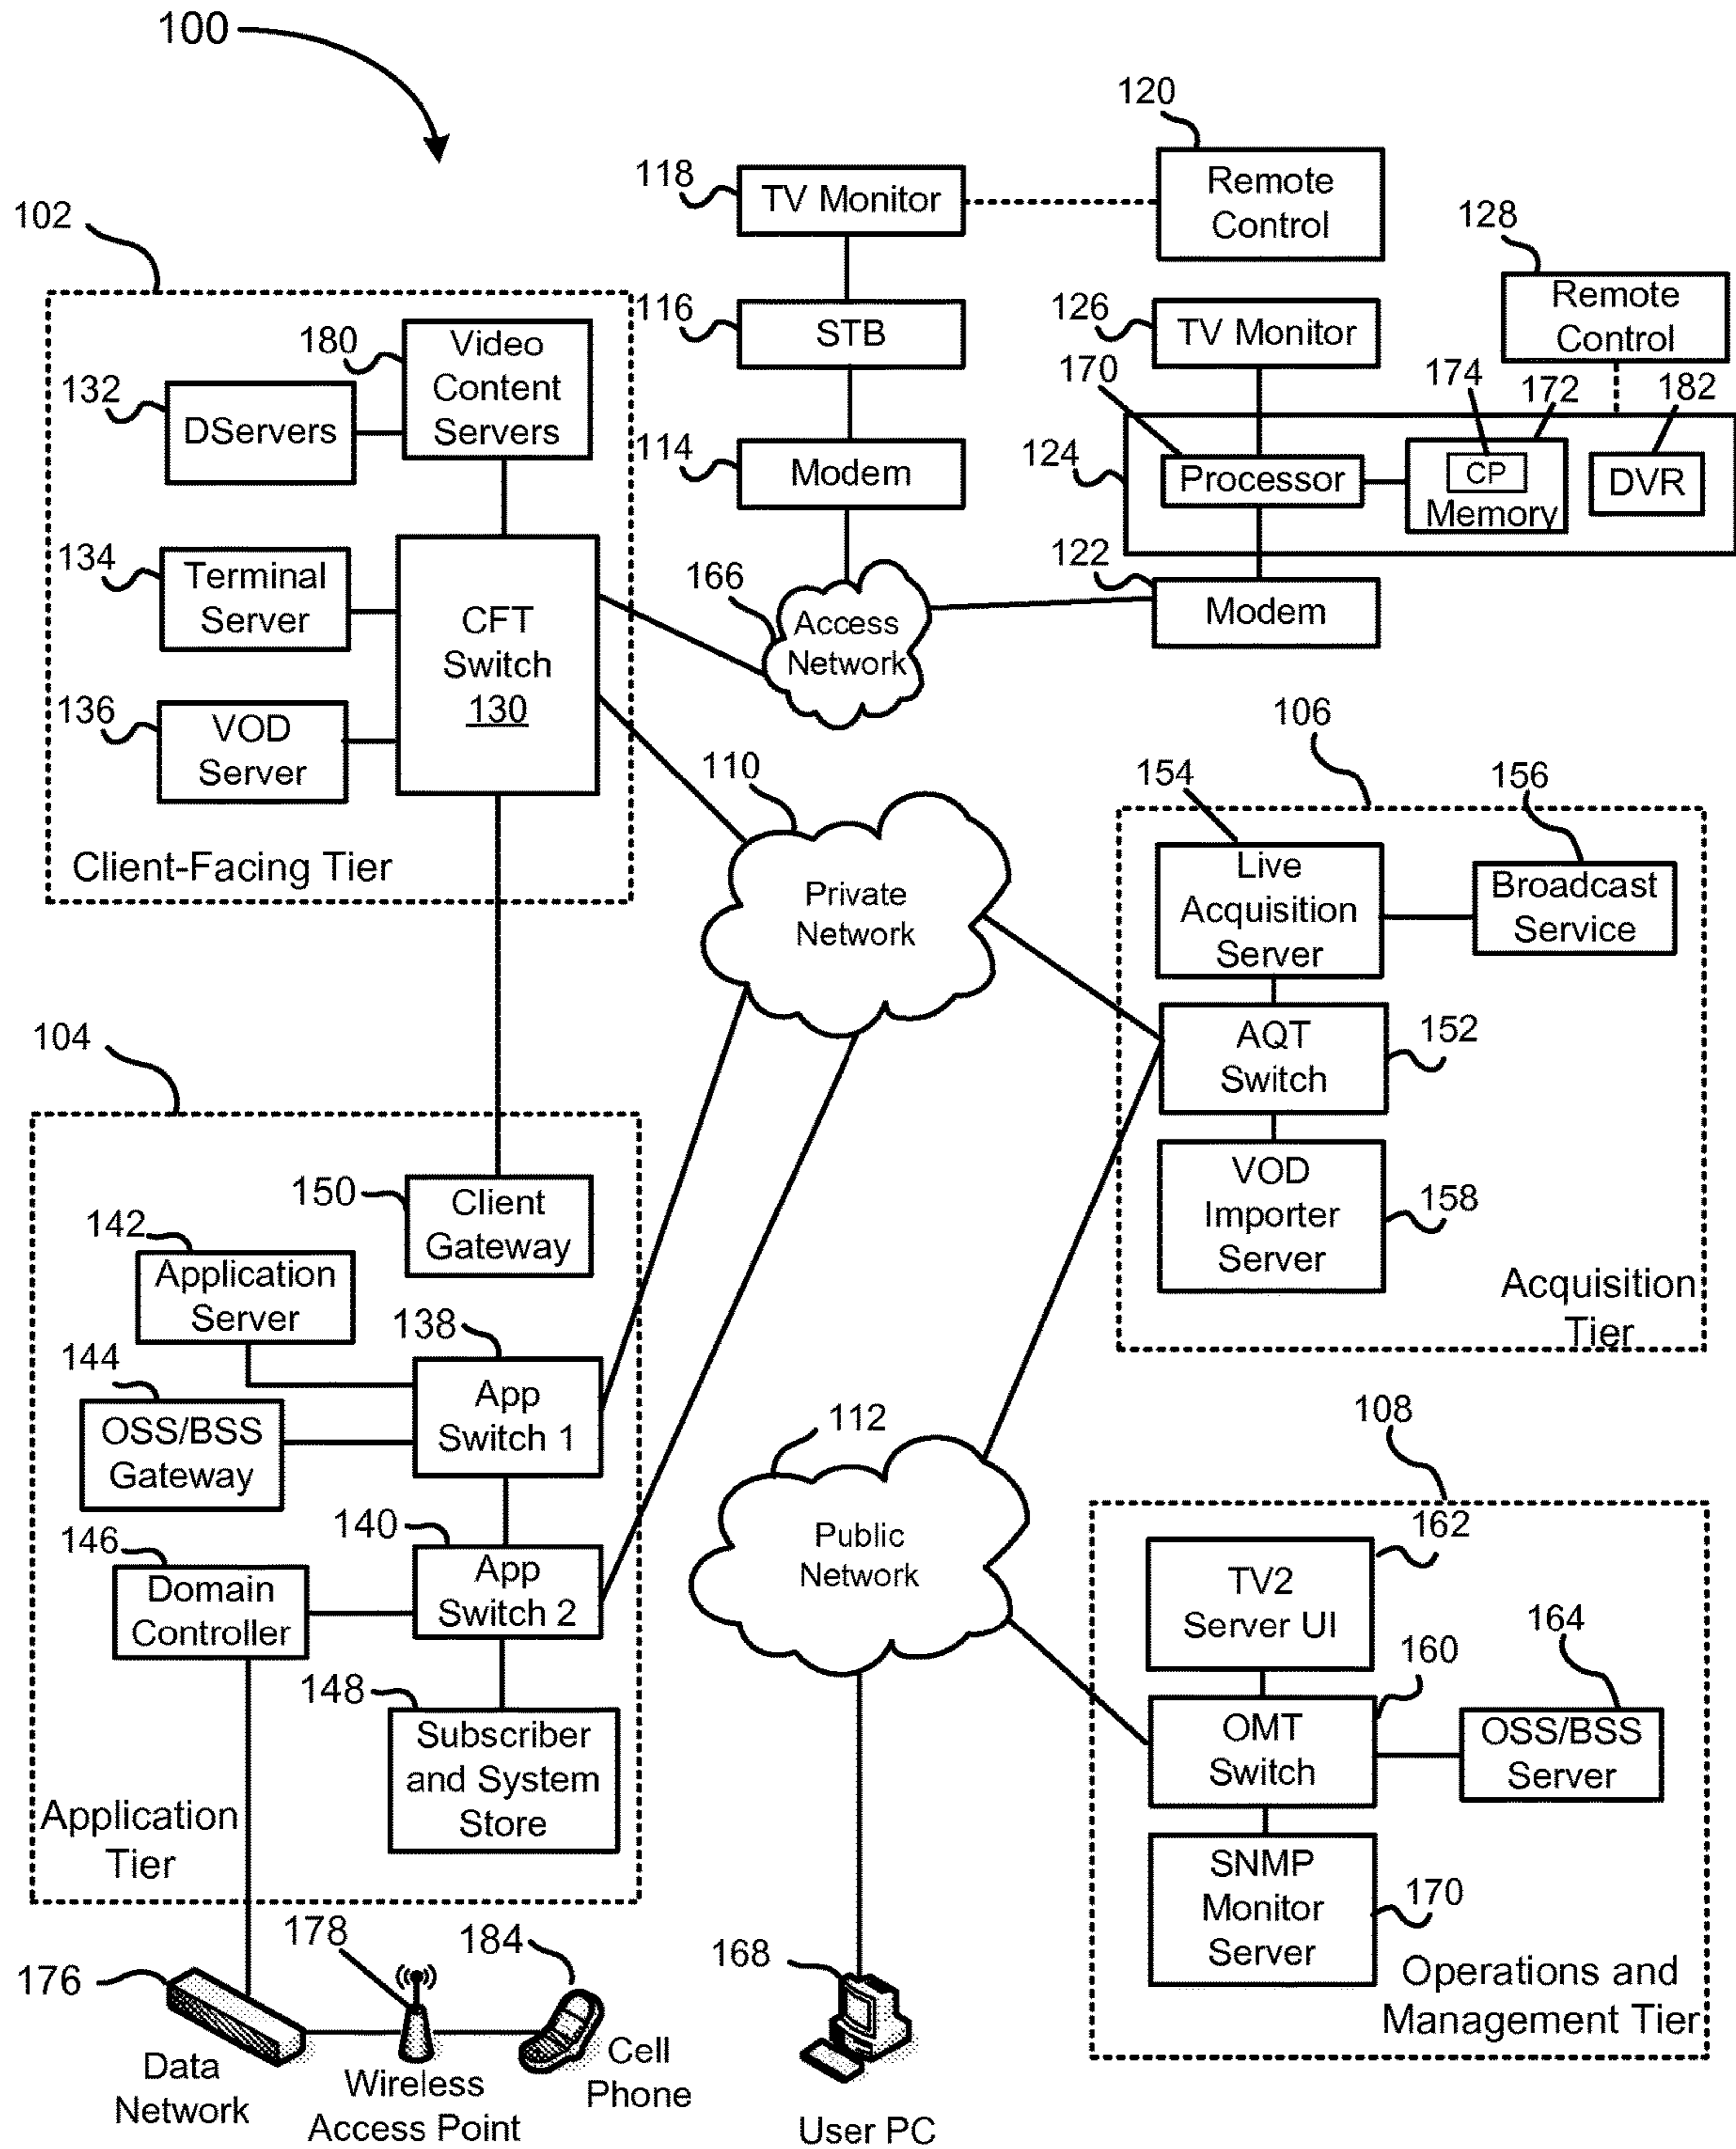 100
120
118
TV Monitor
Remote
Control
102
128
Remote
Control
116
STB
126
TV Monitor
180
Video
Content
Servers
132
DServers
170
174
172
182
114
Modem
124
Processor
CP
Memory
DVR
134
Terminal
Server
CFT
Switch
130
166
Access
Network
122
Modem
136
VOD
Server
Client-Facing Tier
110
Private
Network
106
154
156
Live
Acquisition
Server
Broadcast
Service
AQT
Switch
152
VOD
Importer
Server
158
Acquisition
Tier
104
150
Client
Gateway
142
Application
Server
138
App
Switch 1
144
OSS/BSS
Gateway
140
App
Switch 2
146
Domain
Controller
148
Subscriber
and System
Store
Application
Tier
112
Public
Network
108
162
TV2
Server UI
160
164
OMT
Switch
OSS/BSS
Server
SNMP
Monitor
Server
170
Operations and
Management Tier
176
178
184
168
Data
Network
Wireless
Access Point
Cell
Phone
User PC